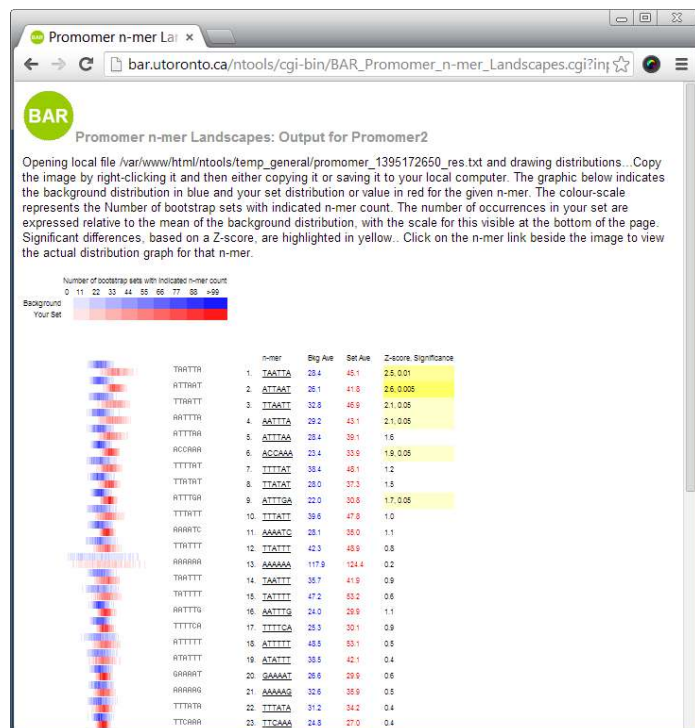 Promomer n-mer La
bar.utoronto.ca/ntools/cgi-bin/BAR_Promomer_n-mer_Landscapes.cgi?in
BAR
Promomer n-mer Landscapes: Output for Promomer2
Opening local file /var/www/html/ntools/temp_general/promomer_1395172650_res.txt and drawing distributions...Copy
the image by right-clicking it and then either copying it or saving it to your local computer. The graphic below indicates
the background distribution in blue and your set distribution or value in red for the given n-mer. The colour-scale
represents the Number of bootstrap sets with indicated n-mer count. The number of occurrences in your set are
expressed relative to the mean of the background distribution, with the scale for this visible at the bottom of the page.
Significant differences, based on a Z-score, are highlighted in yellow.. Click on the n-mer link beside the image to view
the actual distribution graph for that n-mer.
Number of bootstrap sets with indicated n-mer count
0 11 22 33 44 55 66 77 88 >99
Background
Your Set
n-mer Bkg Ave Set Ave Z-score, Significance
TAATTA 1. TAATTA 28.4 45.1 2.5, 0.01
ATTAAT 2. ATTAAT 26.1 41.8 2.6, 0.005
TTAATT 3. TTAATT 32.8 46.9 2.1, 0.05
AATTTA 4. AATTTA 29.2 43.1 2.1, 0.05
ATTTAA 5. ATTTAA 28.4 39.1 1.6
ACCAAA 6. ACCAAA 23.4 33.9 1.9, 0.05
TTTTAT 7. TTTTAT 38.4 48.1 1.2
TTATAT 8. TTATAT 28.0 37.3 1.5
ATTTGA 9. ATTTGA 22.0 30.8 1.7, 0.05
TTTATT 10. TTTATT 39.6 47.8 1.0
AAAATC 11. AAAATC 28.1 35.0 1.1
TTATTT 12. TTATTT 42.3 48.9 0.8
AAAAAA 13. AAAAAA 117.9 124.4 0.2
TAATTT 14. TAATTT 35.7 41.9 0.9
TATTTT 15. TATTTT 47.2 53.2 0.6
AATTTG 16. AATTTG 24.0 29.9 1.1
TTTTCA 17. TTTTCA 25.3 30.1 0.9
ATTTTT 18. ATTTTT 48.5 53.1 0.5
ATATTT 19. ATATTT 38.5 42.1 0.4
GAAAAT 20. GAAAAT 26.6 29.9 0.6
AAAAAG 21. AAAAAG 32.6 35.9 0.5
TTTATA 22. TTTATA 31.2 34.2 0.4
TTCAAA 23. TTCAAA 24.8 27.0 0.4